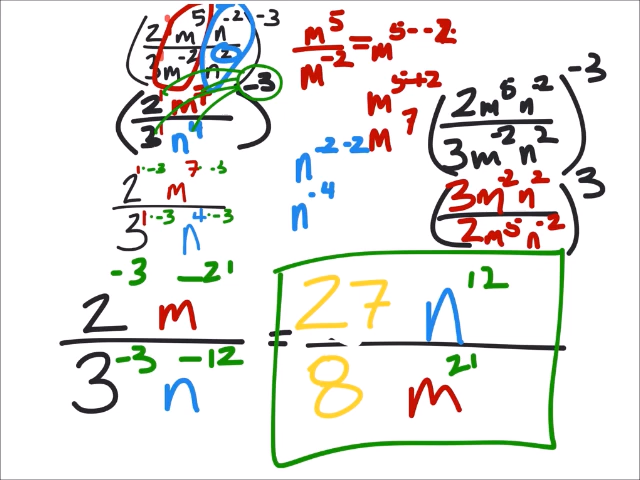 (2m⁵n⁻²/3m⁻²n²)⁻³
(2¹m⁷/3¹n⁴)⁻³
2¹·⁻³ m⁷·⁻³
3¹·⁻³ n⁴·⁻³
2⁻³ m⁻²¹
3⁻³ n⁻¹²
m⁵/m⁻² = m⁵⁻⁻²
m⁵⁺²
m⁷
n⁻²⁻²
n⁻⁴
(2m⁵n⁻²/3m⁻²n²)⁻³
(3m⁻²n²/2m⁵n⁻²)³
= 27 n¹²
8 m²¹